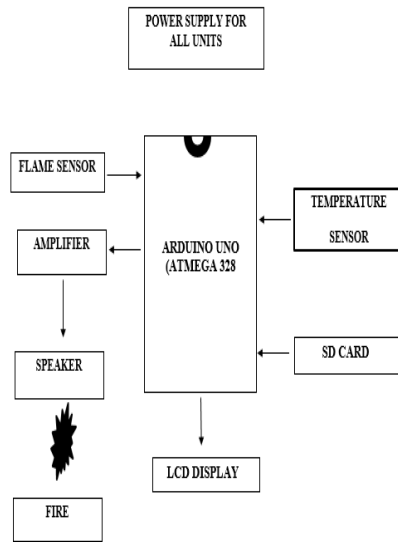 POWER SUPPLY FOR
ALL UNITS
FLAME SENSOR
TEMPERATURE
SENSOR
AMPLIFIER
ARDUINO UNO
(ATMEGA 328
SPEAKER
SD CARD
LCD DISPLAY
FIRE